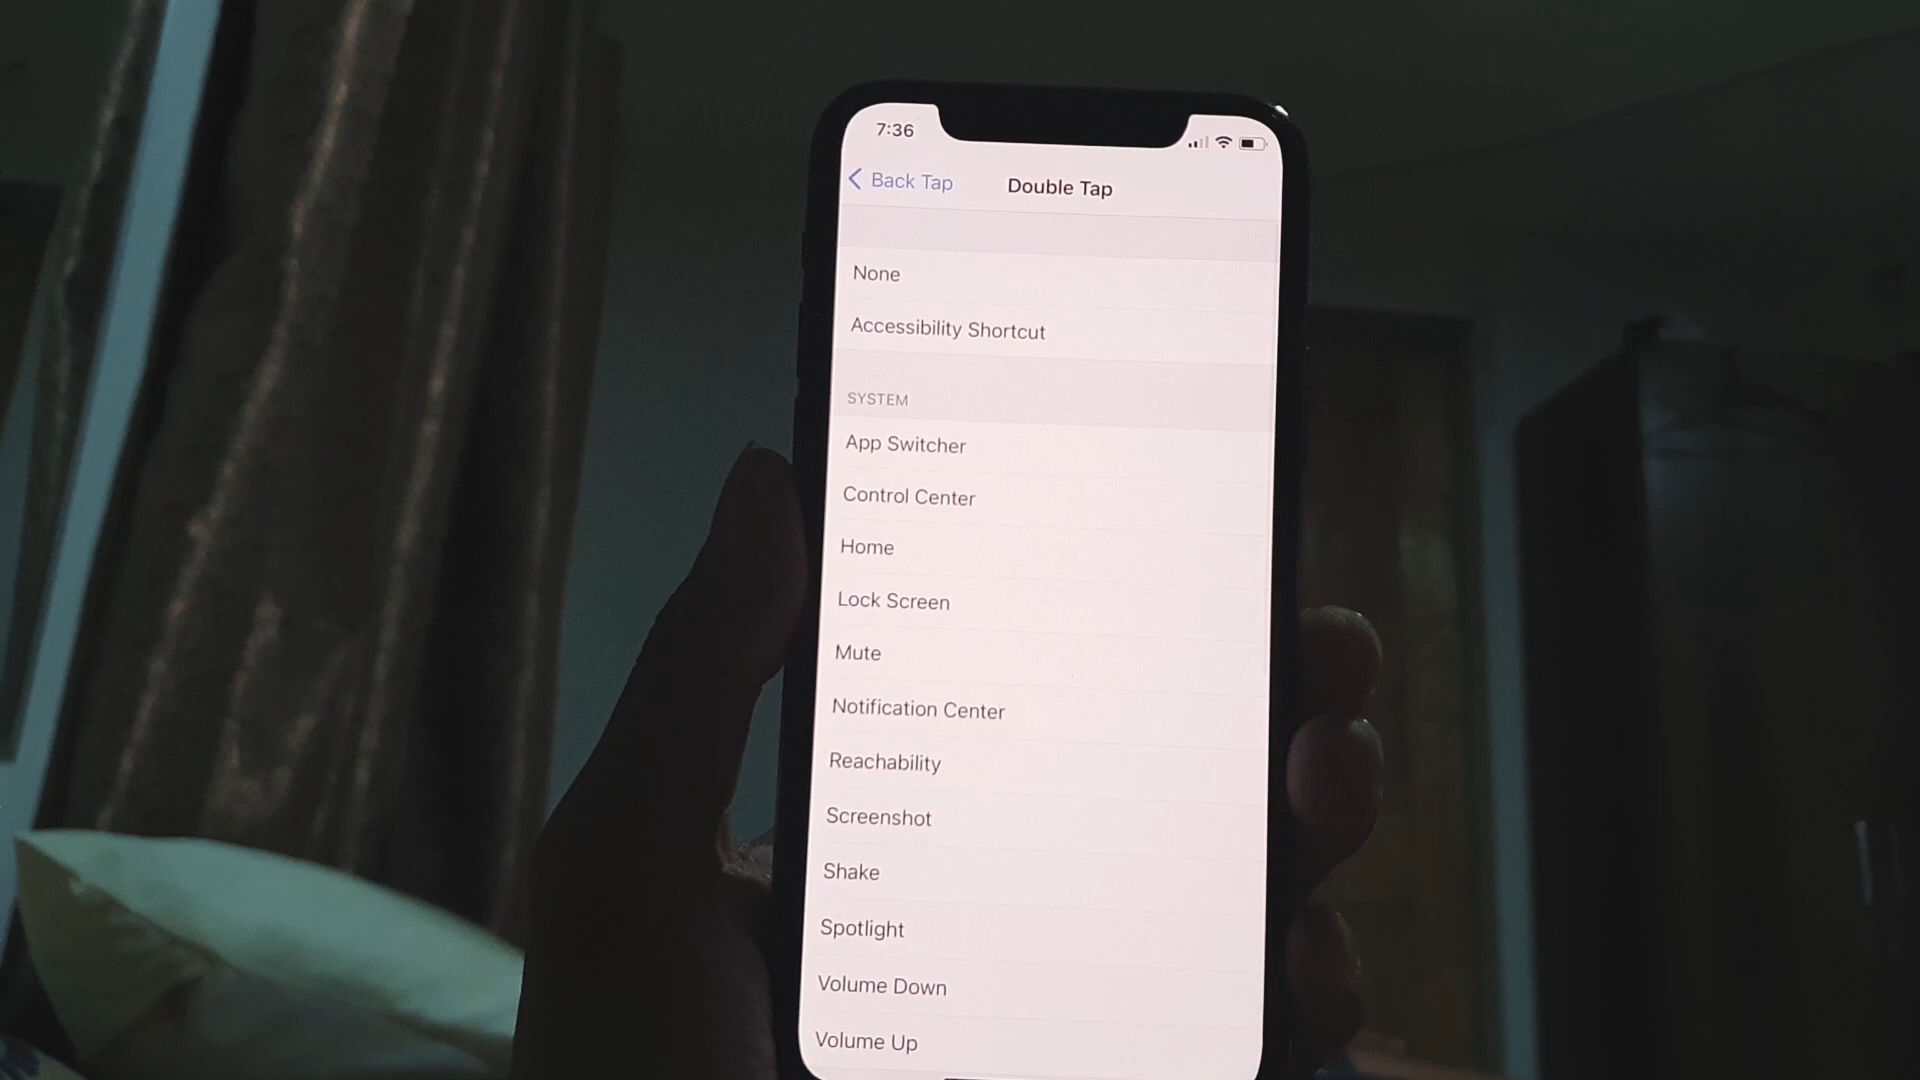 7:36
Back Tap
Double Tap
None
Accessibility Shortcut
SYSTEM
App Switcher
Control Center
Home
Lock Screen
Mute
Notification Center
Reachability
Screenshot
Shake
Spotlight
Volume Down
Volume Up